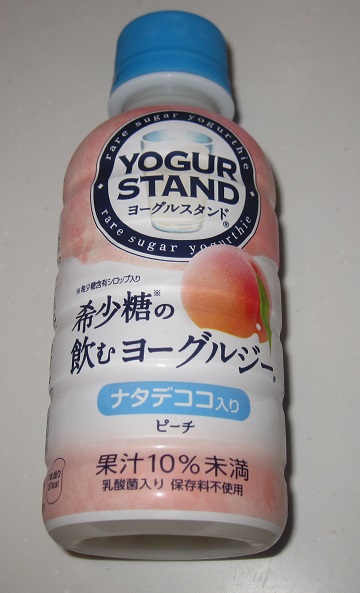 rare sugar yogurthie
YOGUR
STAND
ヨーグルスタンド®
rare sugar yogurthie
※希少糖含有シロップ入り
希少糖※の
飲むヨーグルジー®
ナタデココ入り
ピーチ
果汁10%未満
乳酸菌入り 保存料不使用